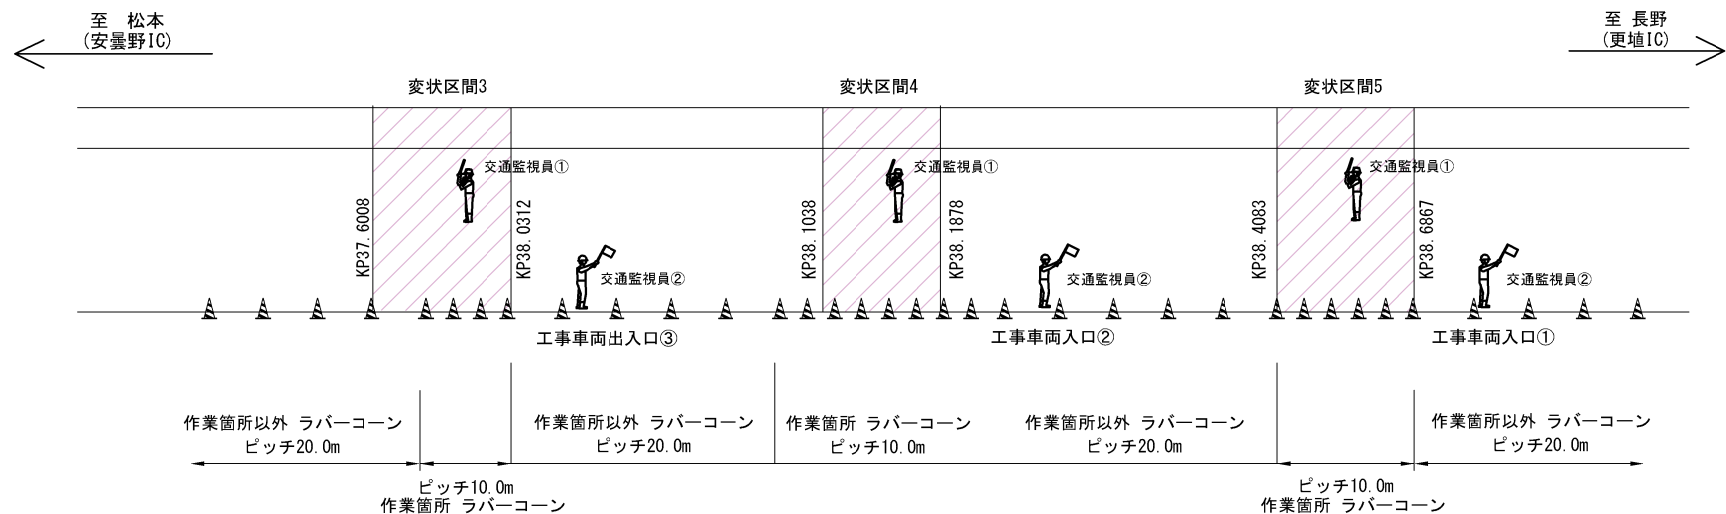 至 松本
(安曇野IC)
至 長野
(更埴IC)
変状区間3
変状区間4
変状区間5
交通監視員①
交通監視員①
交通監視員①
KP37.6008
KP38.0312
KP38.1038
KP38.1878
KP38.4083
KP38.6867
交通監視員②
交通監視員②
交通監視員②
工事車両出入口③
工事車両入口②
工事車両入口①
作業箇所以外 ラバーコーン
ピッチ20.0m
作業箇所以外 ラバーコーン
ピッチ20.0m
作業箇所 ラバーコーン
ピッチ10.0m
作業箇所以外 ラバーコーン
ピッチ20.0m
作業箇所以外 ラバーコーン
ピッチ20.0m
ピッチ10.0m
作業箇所 ラバーコーン
ピッチ10.0m
作業箇所 ラバーコーン